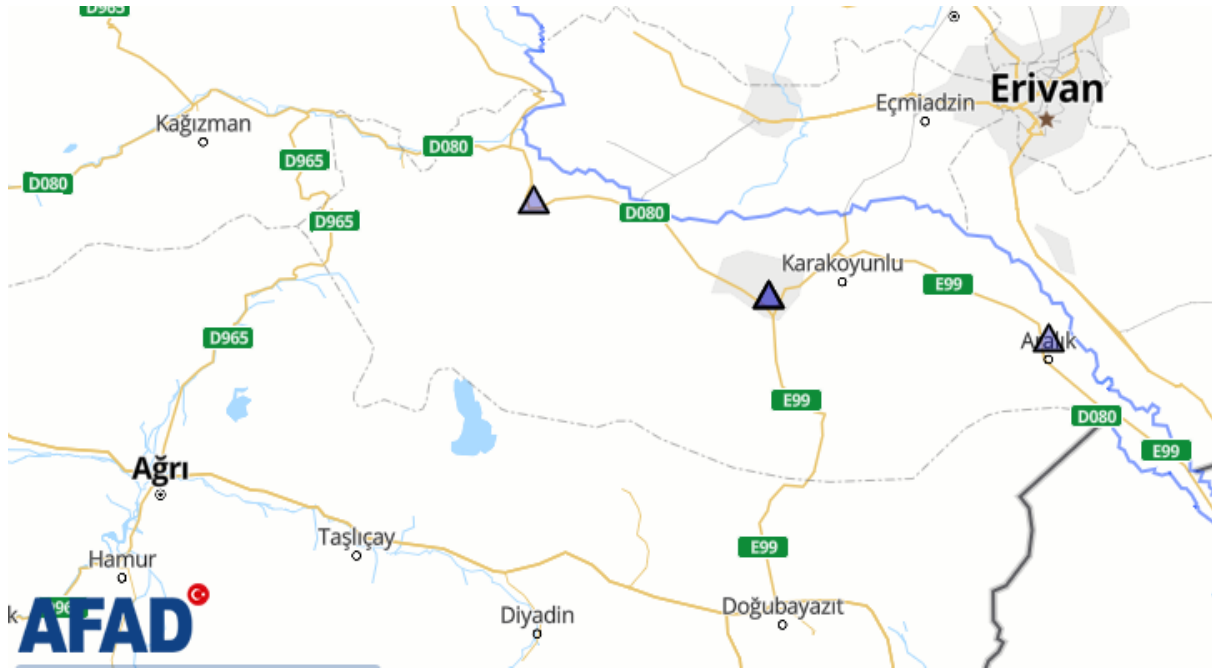 D965
Erivan
Eçmiadzin
Kağızman
D080
D965
D080
D965
D080
Karakoyunlu
E99
D965
Aralık
E99
D080
E99
Ağrı
Taşlıçay
E99
Hamur
Diyadin
Doğubayazıt
AFAD